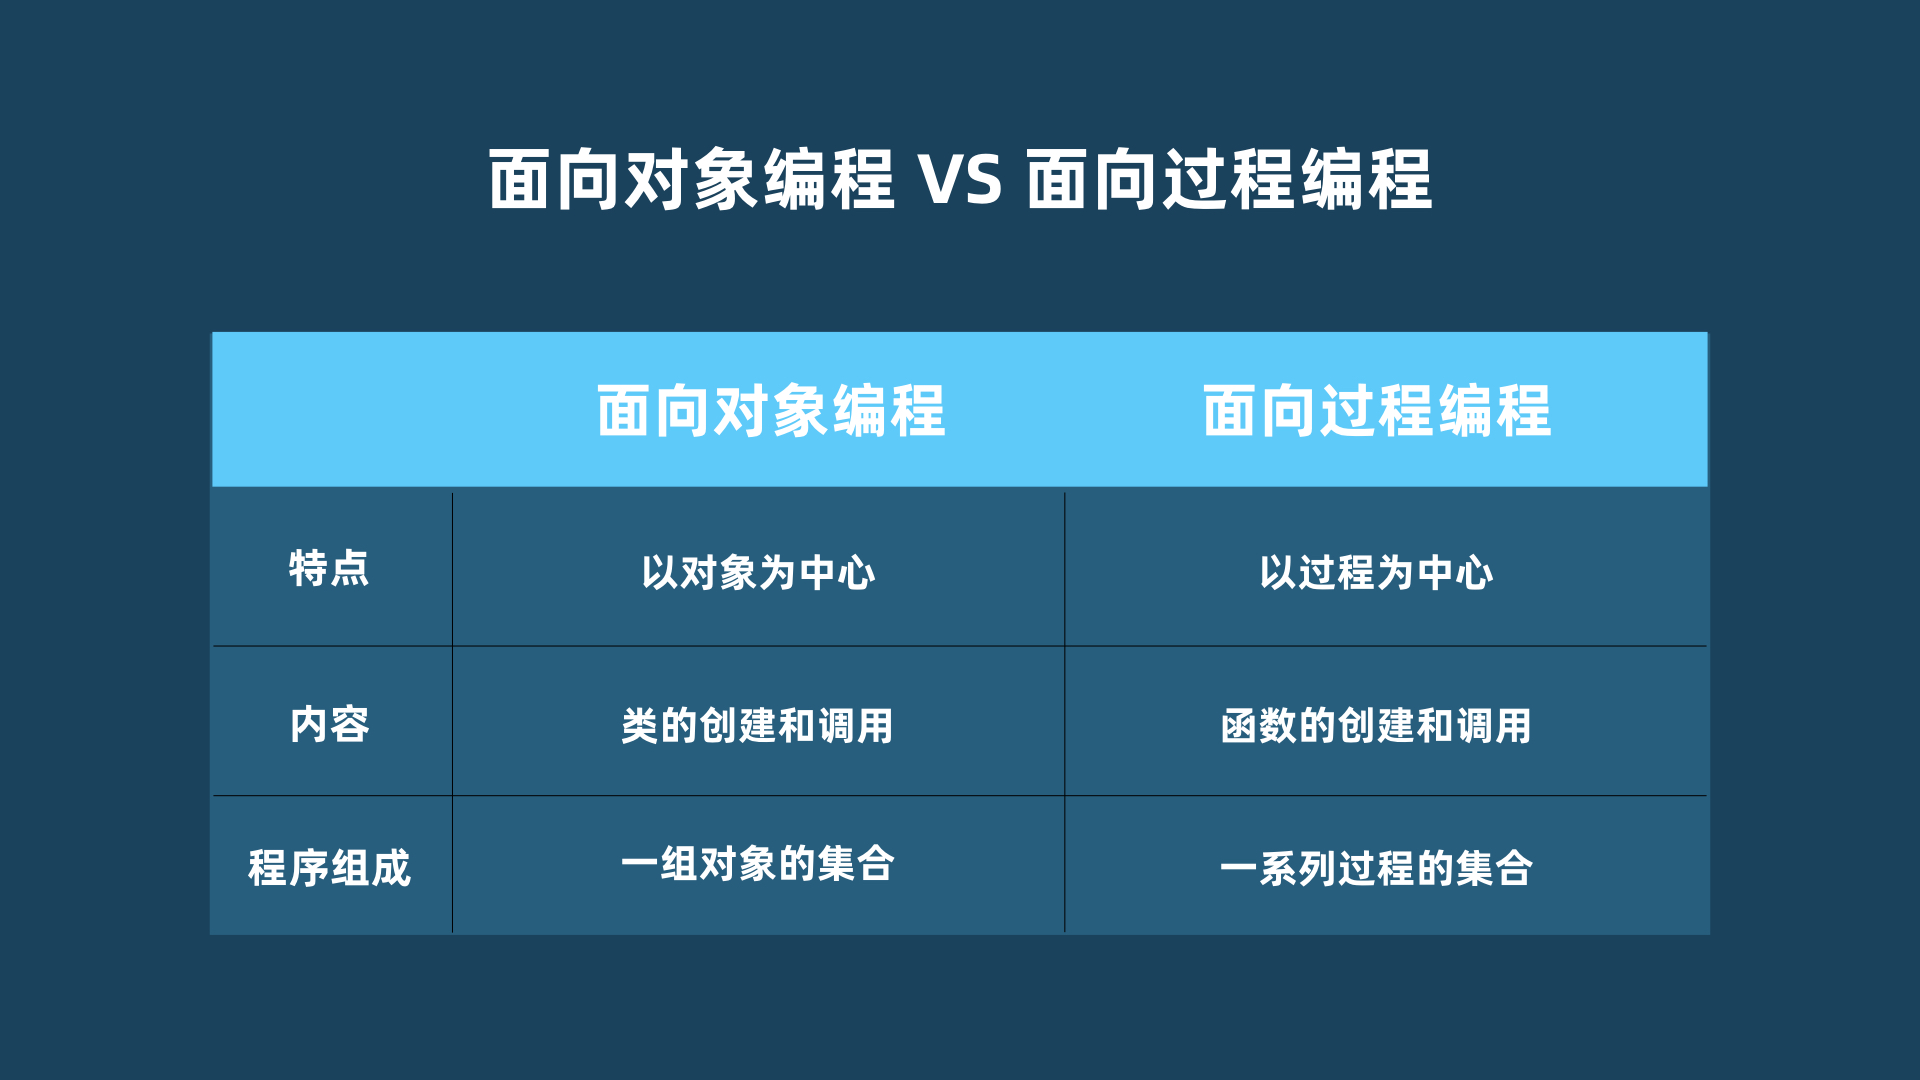 面向对象编程 VS 面向过程编程
面向对象编程 面向过程编程
特点 以对象为中心 以过程为中心
内容 类的创建和调用 函数的创建和调用
程序组成 一组对象的集合 一系列过程的集合